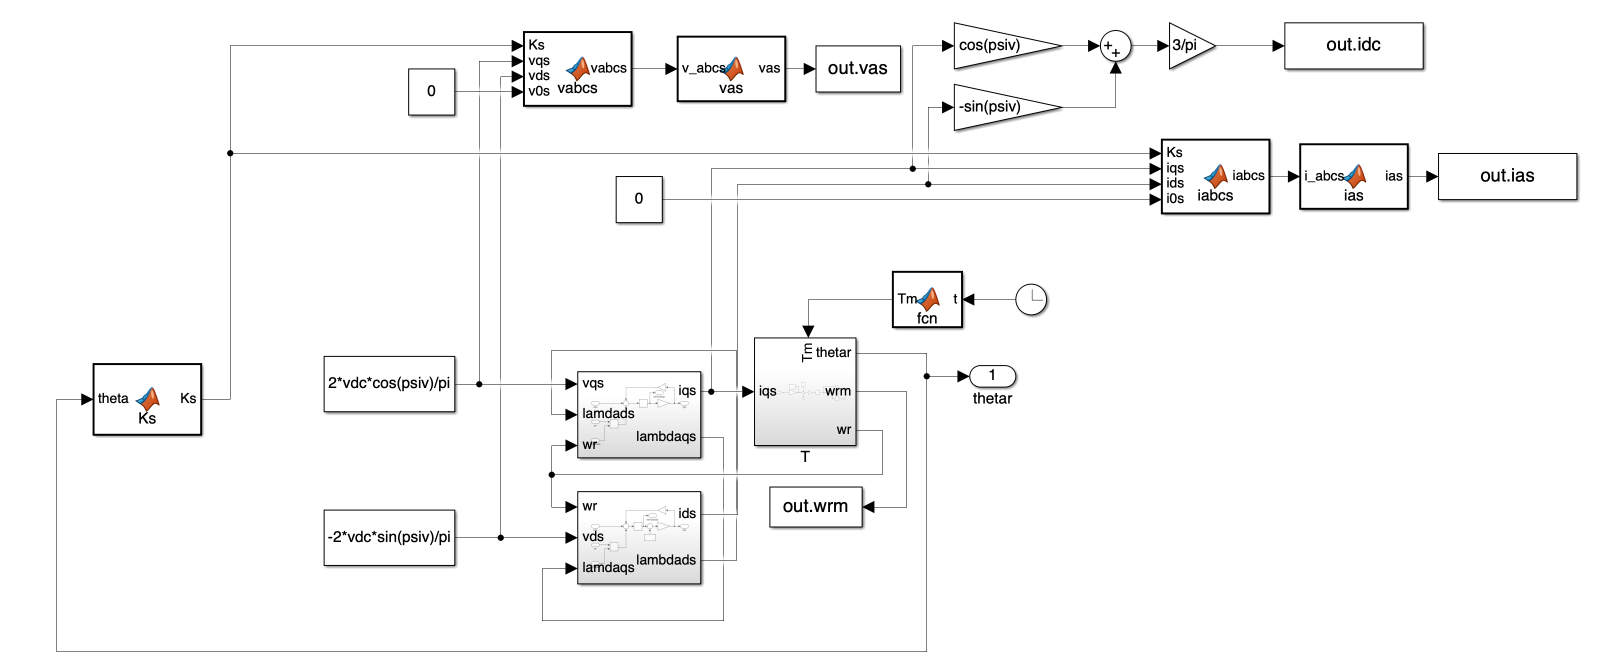 Ks
vqs
vds
v0s
vabcs
vabcs
v_abcs
vas
vas
out.vas
cos(psiv)
+
+
3/pi
out.idc
0
-sin(psiv)
Ks
iqs
ids
i0s
iabcs
iabcs
i_abcs
ias
ias
out.ias
0
Tm
t
fcn
2*vdc*cos(psiv)/pi
theta
Ks
Ks
vqs
lamdads
wr
iqs
lambdaqs
Tm
iqs
thetar
wrm
wr
T
1
thetar
-2*vdc*sin(psiv)/pi
wr
vds
lamdaqs
ids
lambdads
out.wrm